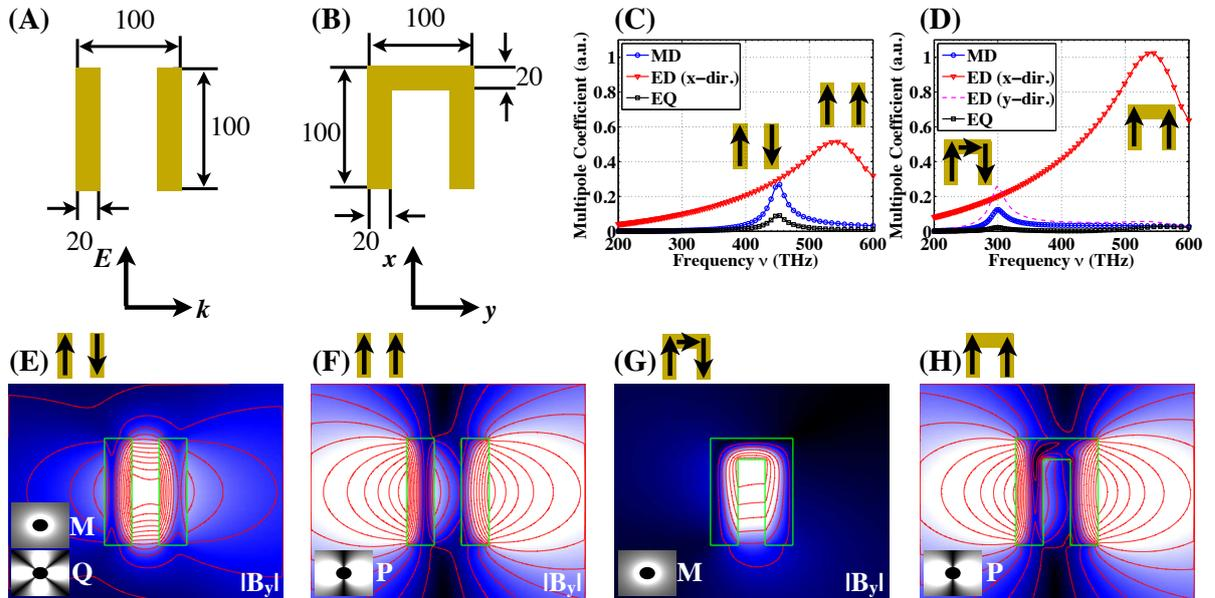 (A)
100
100
20
E
k
(B)
100
20
100
20
x
y
(C)
Multipole Coefficient (a.u.)
MD
ED (x-dir.)
EQ
1
0.8
0.6
0.4
0.2
0
200 300 400 500 600
Frequency ν (THz)
(D)
Multipole Coefficient (a.u.)
MD
ED (x-dir.)
ED (y-dir.)
EQ
1
0.8
0.6
0.4
0.2
0
200 300 400 500 600
Frequency ν (THz)
(E)
M
Q
|By|
(F)
P
|By|
(G)
M
|By|
(H)
P